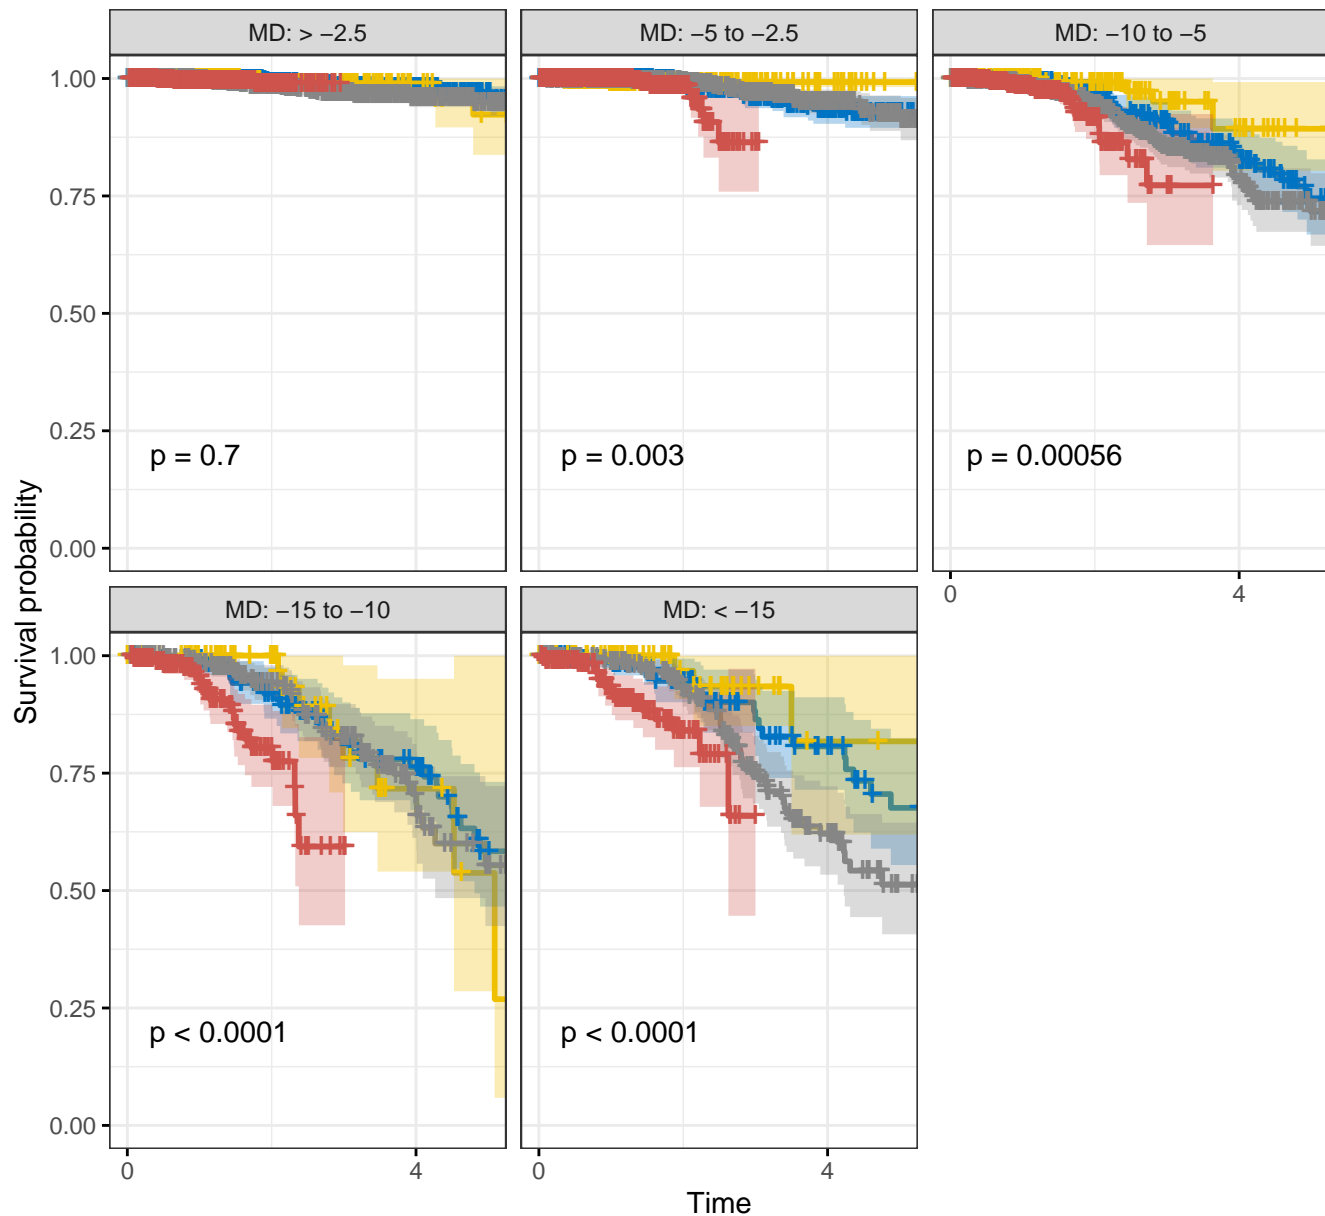 MD: > −2.5
MD: −5 to −2.5
MD: −10 to −5
1.00
0.75
0.50
0.25
0.00
p = 0.7
p = 0.003
p = 0.00056
0
4
MD: −15 to −10
MD: < −15
1.00
0.75
0.50
0.25
0.00
p < 0.0001
p < 0.0001
0
4
0
4
Survival probability
Time